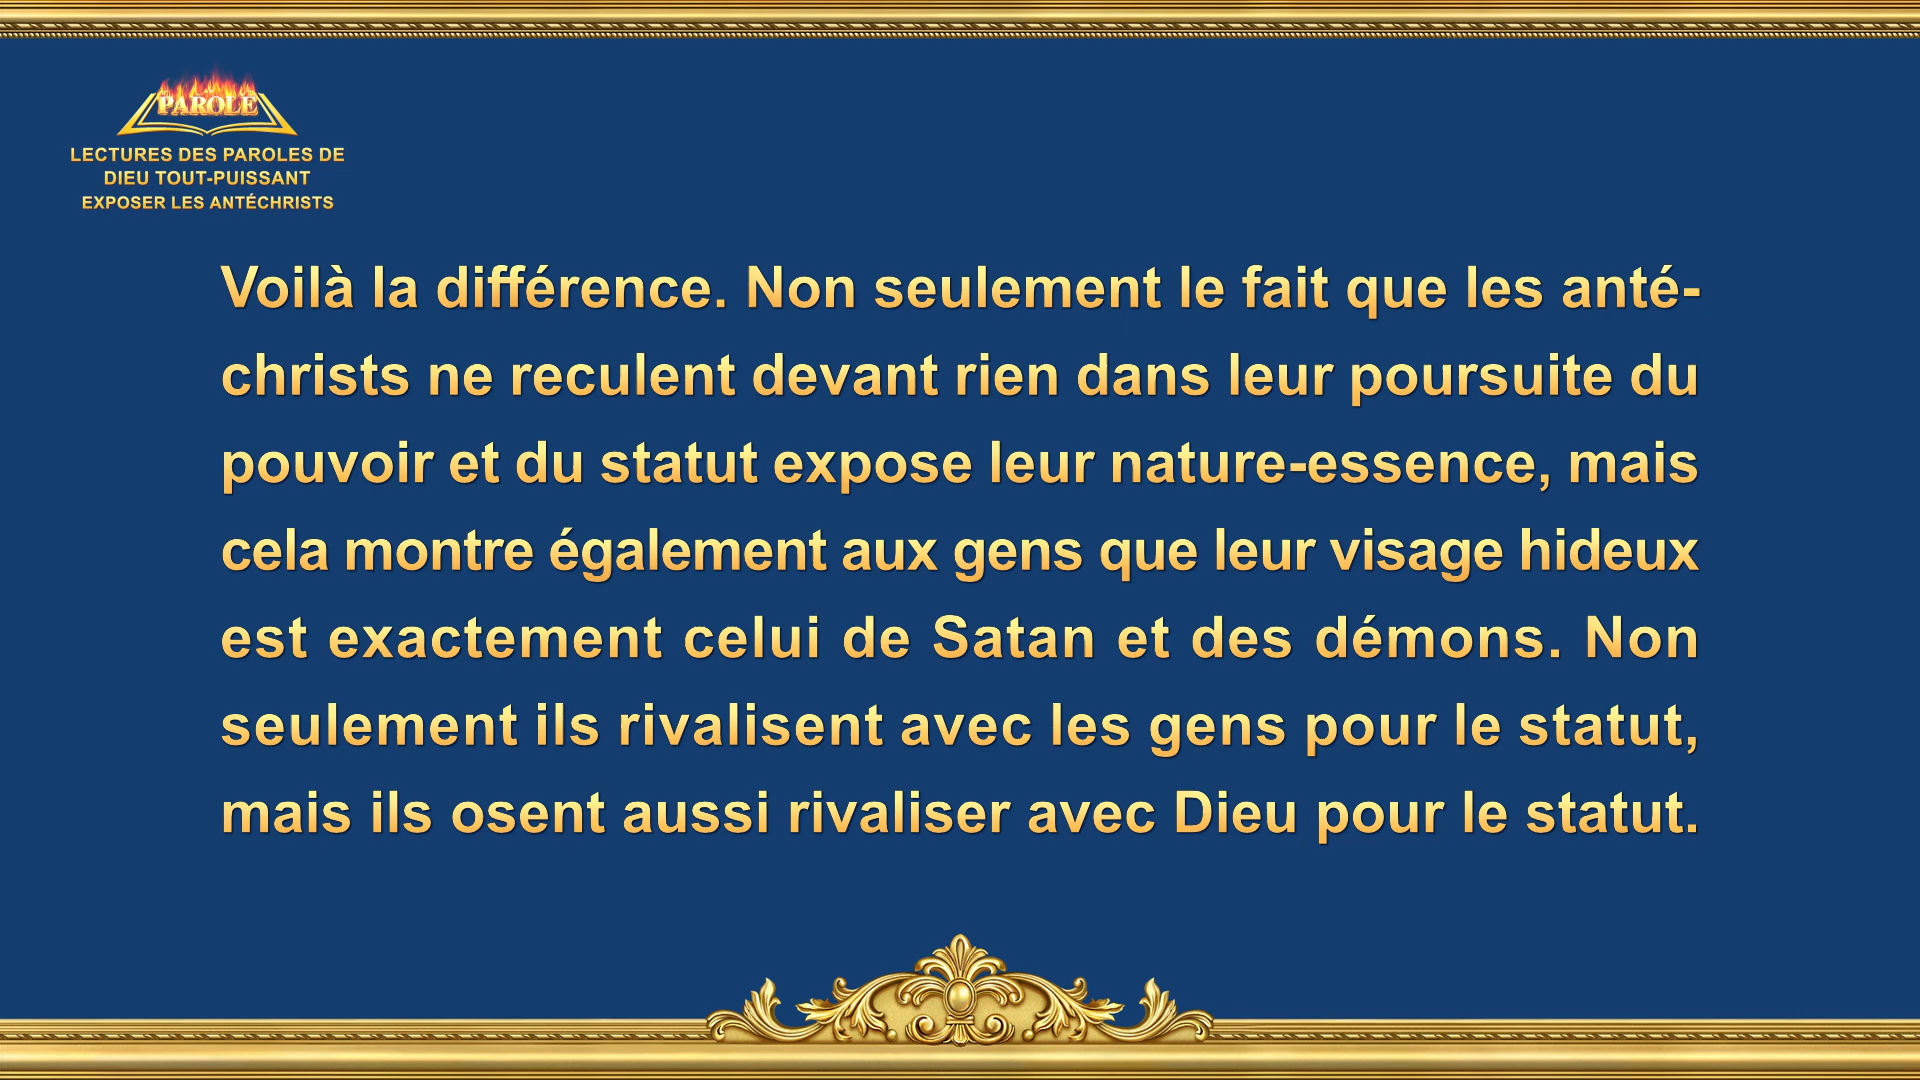 PAROLE
LECTURES DES PAROLES DE
DIEU TOUT-PUISSANT
EXPOSER LES ANTÉCHRISTS
Voilà la différence. Non seulement le fait que les anté-
christs ne reculent devant rien dans leur poursuite du
pouvoir et du statut expose leur nature-essence, mais
cela montre également aux gens que leur visage hideux
est exactement celui de Satan et des démons. Non
seulement ils rivalisent avec les gens pour le statut,
mais ils osent aussi rivaliser avec Dieu pour le statut.